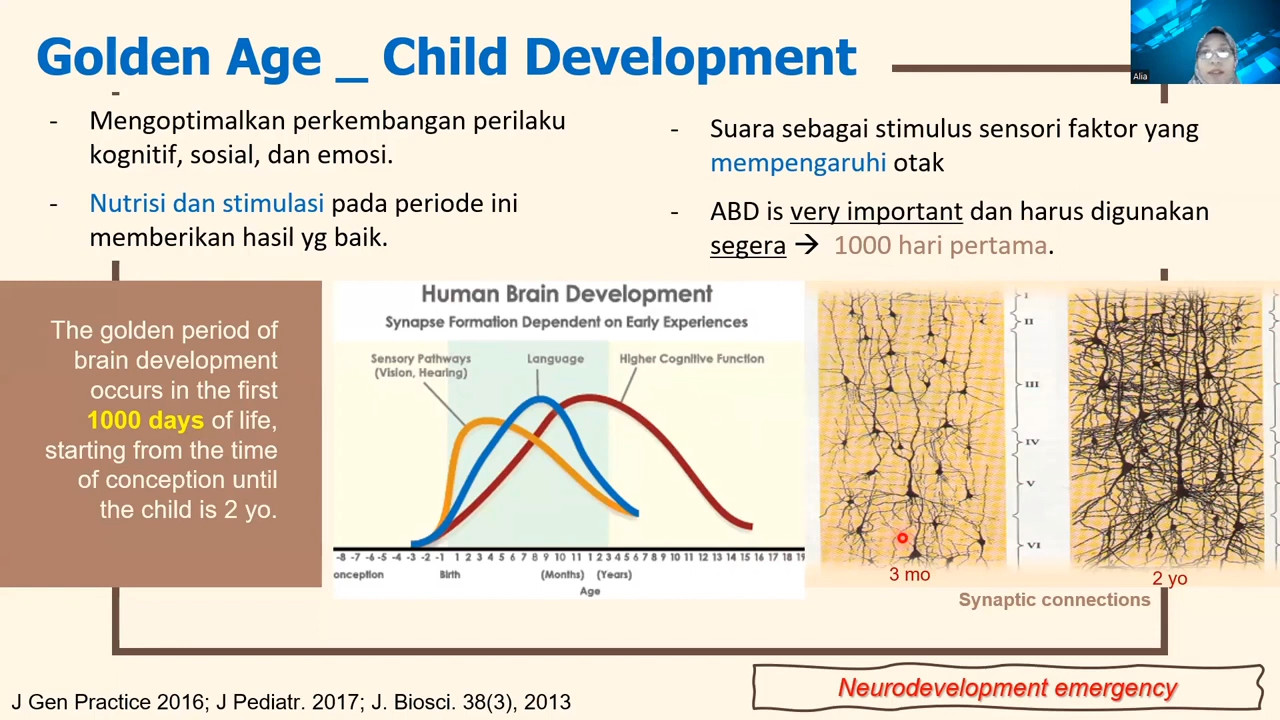 Golden Age _ Child Development
Alia
- Mengoptimalkan perkembangan perilaku
kognitif, sosial, dan emosi.
- Nutrisi dan stimulasi pada periode ini
memberikan hasil yg baik.
- Suara sebagai stimulus sensori faktor yang
mempengaruhi otak
- ABD is very important dan harus digunakan
segera → 1000 hari pertama.
The golden period of
brain development
occurs in the first
1000 days of life,
starting from the time
of conception until
the child is 2 yo.
Human Brain Development
Synapse Formation Dependent on Early Experiences
Sensory Pathways
(Vision, Hearing)
Language
Higher Cognitive Function
-8 -7 -6 -5 -4 -3 -2 -1 1 2 3 4 5 6 7 8 9 10 11 1 2 3 4 5 6 7 8 9 10 11 12 13 14 15 16 17 18 19
onception Birth (Months) (Years)
Age
I
II
III
IV
V
VI
3 mo
2 yo
Synaptic connections
Neurodevelopment emergency
J Gen Practice 2016; J Pediatr. 2017; J. Biosci. 38(3), 2013